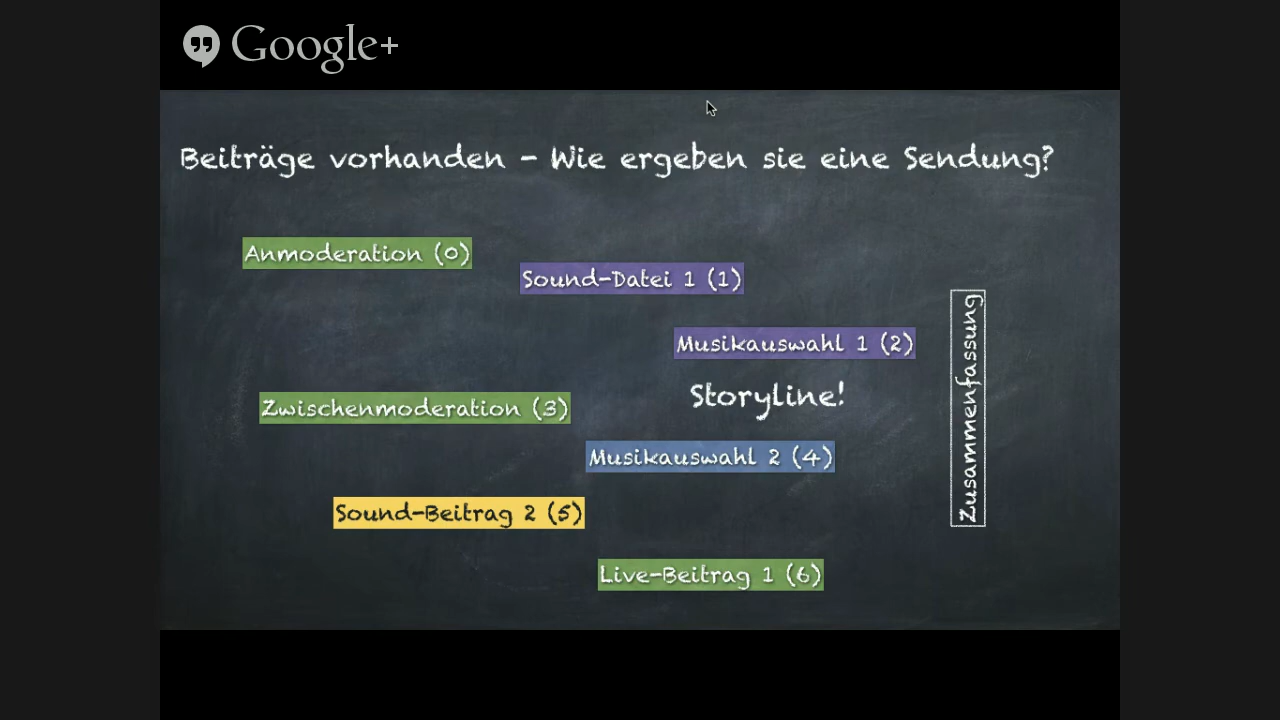 Google+
Beiträge vorhanden - Wie ergeben sie eine Sendung?
Anmoderation (0)
Sound-Datei 1 (1)
Musikauswahl 1 (2)
Storyline!
Zwischenmoderation (3)
Musikauswahl 2 (4)
Sound-Beitrag 2 (5)
Live-Beitrag 1 (6)
Zusammenfassung